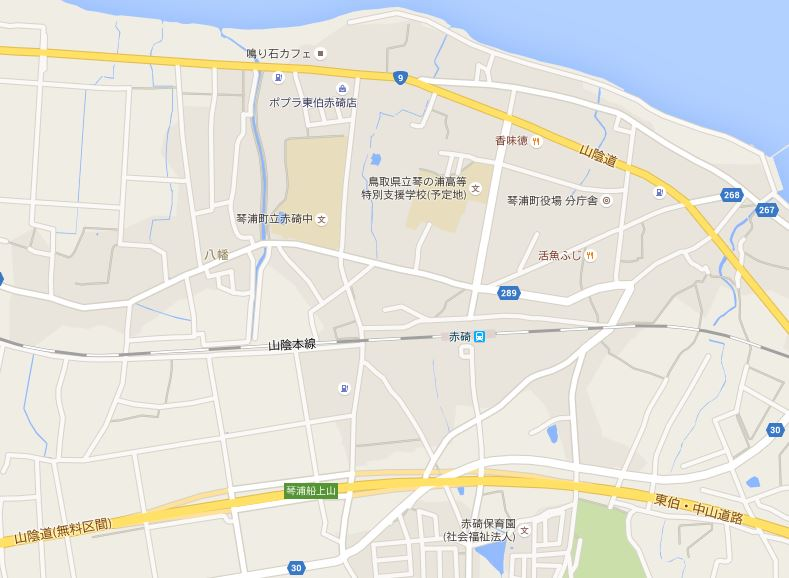 鳴り石カフェ
9
ポプラ東伯赤碕店
香味徳
山陰道
鳥取県立琴の浦高等
特別支援学校(予定地)
琴浦町役場 分庁舎
268
267
琴浦町立赤碕中
八幡
活魚ふじ
289
赤碕
山陰本線
30
琴浦船上山
東伯・中山道路
山陰道(無料区間)
赤碕保育園
(社会福祉法人)
30